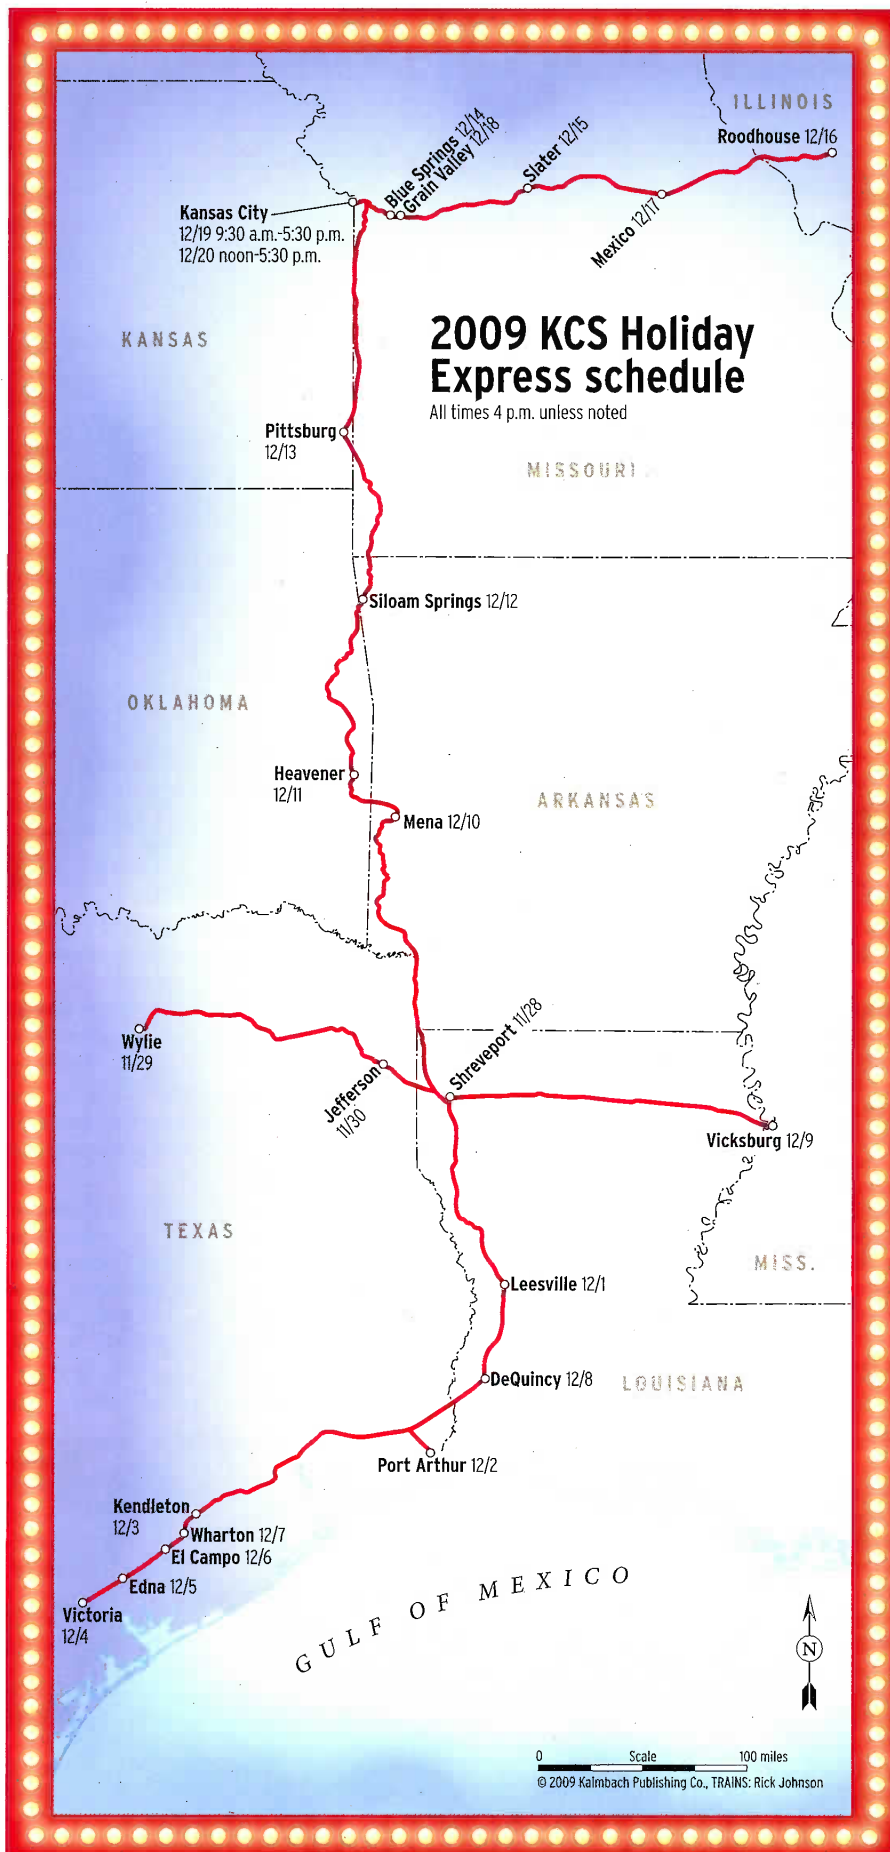 ILLINOIS
Roodhouse 12/16
Blue Springs 12/14
Grain Valley 12/18
Slater 12/15
Mexico 12/17
Kansas City
12/19 9:30 a.m.-5:30 p.m.
12/20 noon-5:30 p.m.
KANSAS
2009 KCS Holiday
Express schedule
All times 4 p.m. unless noted
Pittsburg
12/13
MISSOURI
Siloam Springs 12/12
OKLAHOMA
Heavener
12/11
ARKANSAS
Mena 12/10
Shreveport 11/28
Wylie
11/29
Jefferson
11/30
Vicksburg 12/9
TEXAS
MISS.
Leesville 12/1
DeQuincy 12/8
LOUISIANA
Port Arthur 12/2
Kendleton
12/3
Wharton 12/7
El Campo 12/6
Edna 12/5
Victoria
12/4
GULF OF MEXICO
N
0 Scale 100 miles
© 2009 Kalmbach Publishing Co., TRAINS: Rick Johnson